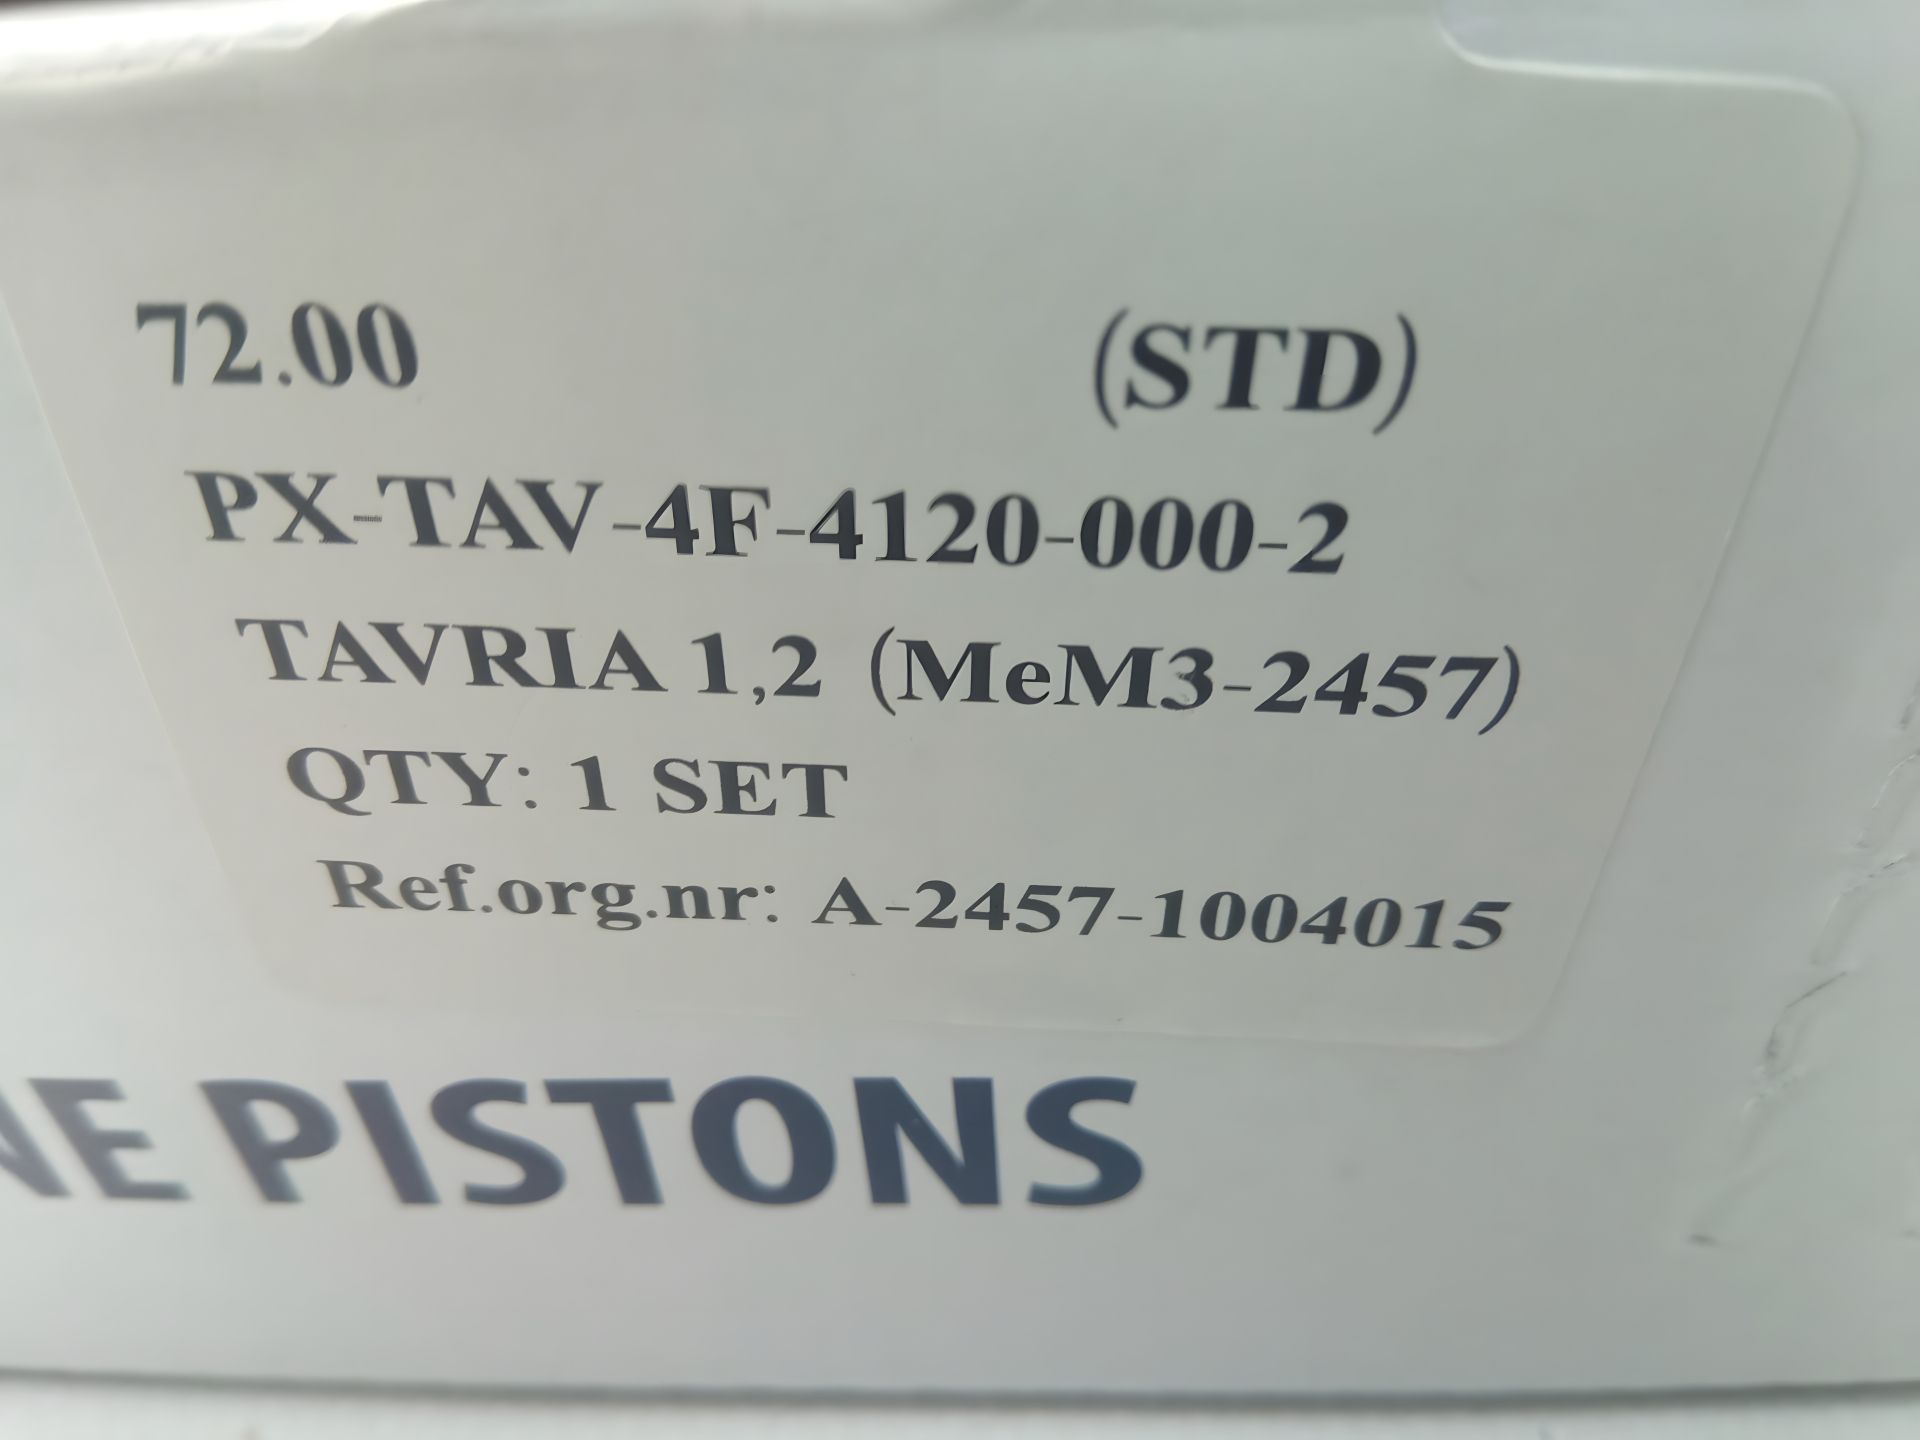 72.00 (STD)
PX-TAV-4F-4120-000-2
TAVRIA 1,2 (MeM3-2457)
QTY: 1 SET
Ref.org.nr: A-2457-1004015
PISTONS